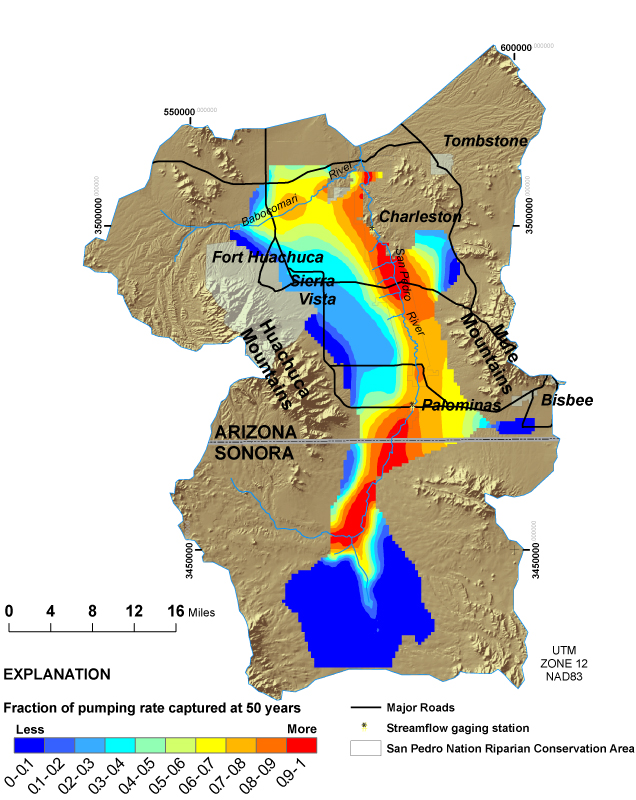 600000.000000
550000.000000
Tombstone
River
Babocomari
3500000.000000
3500000.000000
Charleston
San Pedro
River
Fort Huachuca
Sierra
Vista
Huachuca
Mountains
Mule
Mountains
Bisbee
Palominas
ARIZONA
SONORA
3450000
3450000.000000
0 4 8 12 16 Miles
UTM
ZONE 12
NAD83
EXPLANATION
Fraction of pumping rate captured at 50 years
Less More
0-0.1 0.1-0.2 0.2-0.3 0.3-0.4 0.4-0.5 0.5-0.6 0.6-0.7 0.7-0.8 0.8-0.9 0.9-1
Major Roads
Streamflow gaging station
San Pedro Nation Riparian Conservation Area